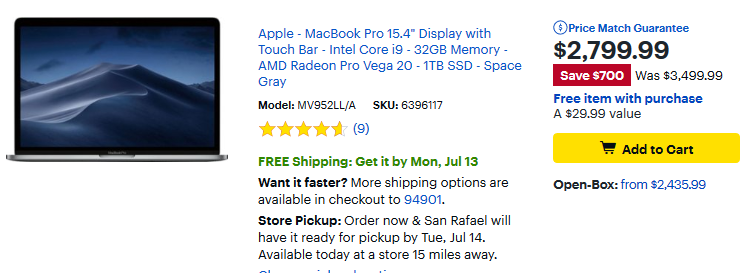 Apple - MacBook Pro 15.4" Display with
Touch Bar - Intel Core i9 - 32GB Memory -
AMD Radeon Pro Vega 20 - 1TB SSD - Space
Gray
Model: MV952LL/A SKU: 6396117
(9)
FREE Shipping: Get it by Mon, Jul 13
Want it faster? More shipping options are
available in checkout to 94901.
Store Pickup: Order now & San Rafael will
have it ready for pickup by Tue, Jul 14.
Available today at a store 15 miles away.
Price Match Guarantee
$2,799.99
Save $700 Was $3,499.99
Free item with purchase
A $29.99 value
Add to Cart
Open-Box: from $2,435.99